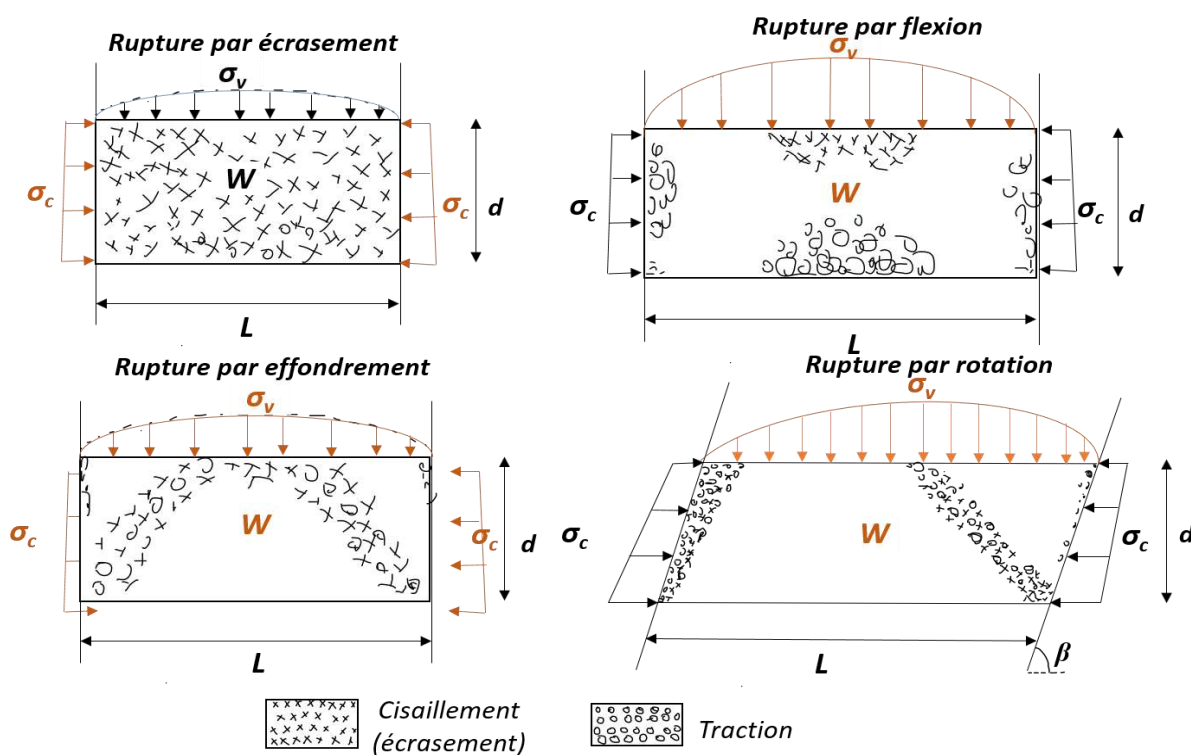 Rupture par écrasement
σv
W
σc
σc
d
L
Rupture par flexion
σv
W
σc
σc
d
L
Rupture par effondrement
σv
W
σc
σc
d
L
Rupture par rotation
σv
W
σc
σc
d
L
β
Cisaillement
(écrasement)
Traction